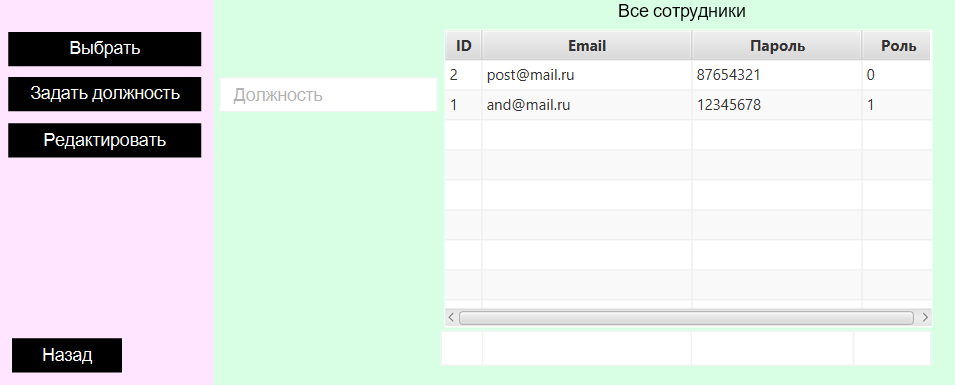 Все сотрудники
Выбрать
Задать должность
Редактировать
Назад
Должность
ID Email Пароль Роль
2 post@mail.ru 87654321 0
1 and@mail.ru 12345678 1